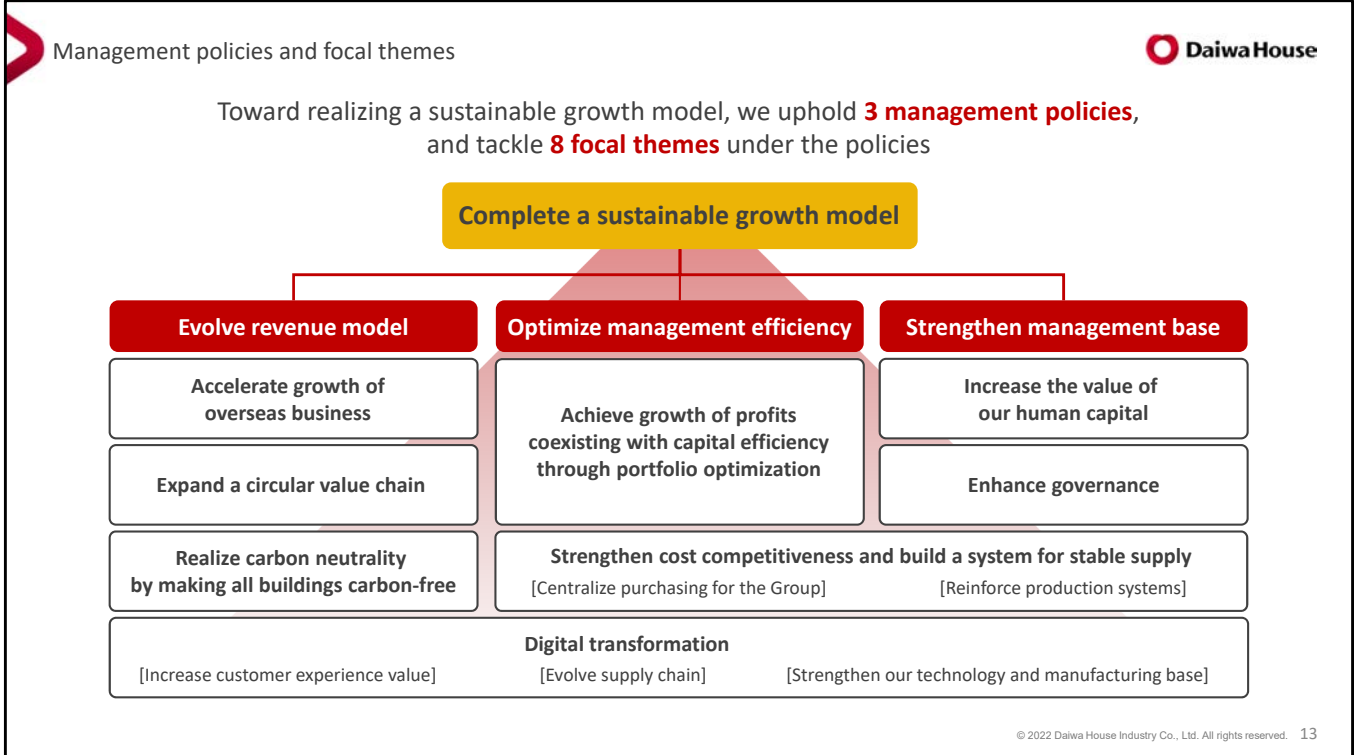 Management policies and focal themes
Daiwa House
Toward realizing a sustainable growth model, we uphold 3 management policies,
and tackle 8 focal themes under the policies
Complete a sustainable growth model
Evolve revenue model
Optimize management efficiency
Strengthen management base
Accelerate growth of
overseas business
Achieve growth of profits
coexisting with capital efficiency
through portfolio optimization
Increase the value of
our human capital
Expand a circular value chain
Enhance governance
Realize carbon neutrality
by making all buildings carbon-free
Strengthen cost competitiveness and build a system for stable supply
[Centralize purchasing for the Group]
[Reinforce production systems]
Digital transformation
[Increase customer experience value]
[Evolve supply chain]
[Strengthen our technology and manufacturing base]
© 2022 Daiwa House Industry Co., Ltd. All rights reserved. 13